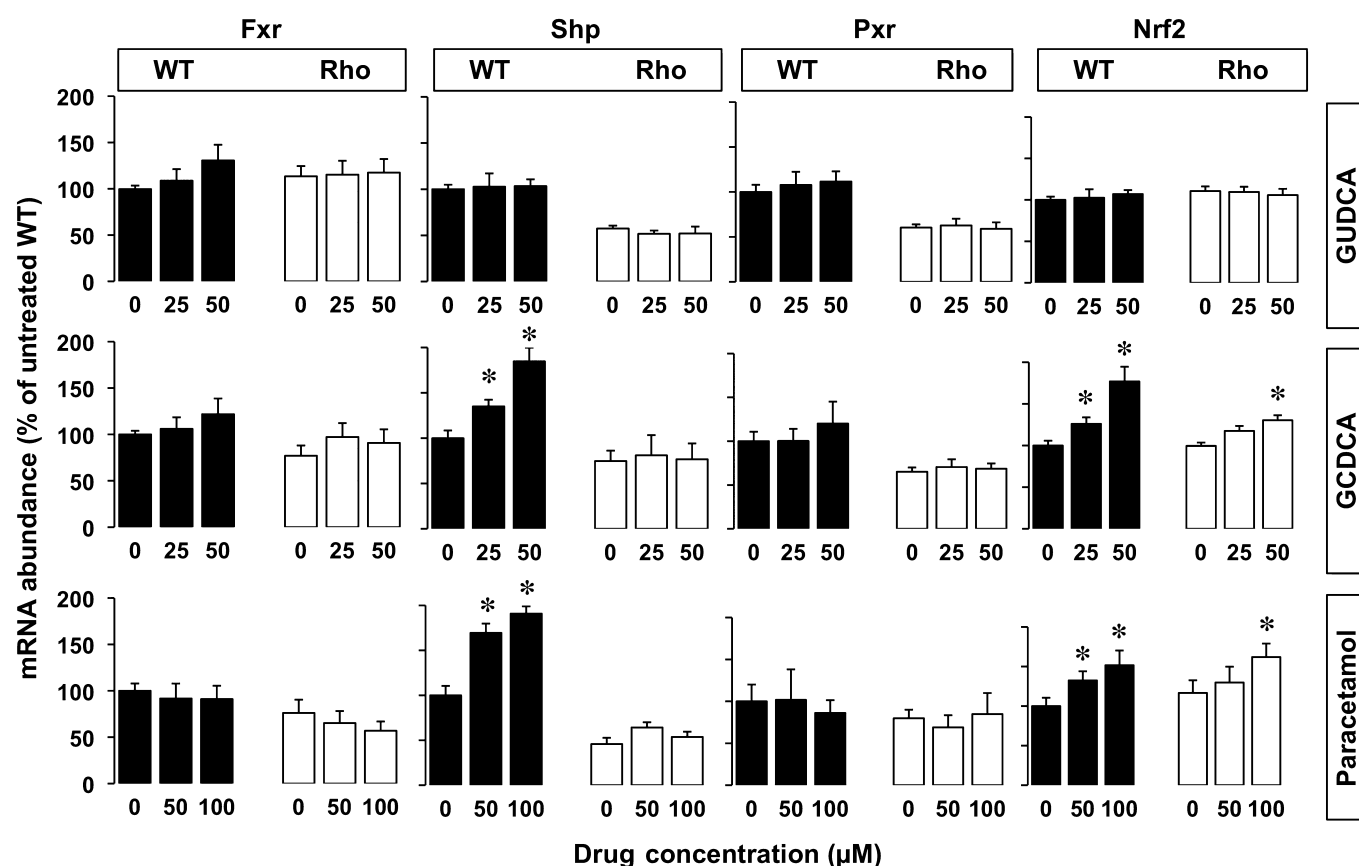 Fxr Shp Pxr Nrf2
WT Rho WT Rho WT Rho WT Rho
mRNA abundance (% of untreated WT)
200
150
100
50
0
0 25 50 0 25 50 0 25 50 0 25 50 0 25 50 0 25 50 0 25 50 0 25 50
GUDCA
200
150
100
50
0
* * * * *
0 25 50 0 25 50 0 25 50 0 25 50 0 25 50 0 25 50 0 25 50 0 25 50
GCDCA
200
150
100
50
0
* * * * *
0 50 100 0 50 100 0 50 100 0 50 100 0 50 100 0 50 100 0 50 100 0 50 100
Paracetamol
Drug concentration (µM)